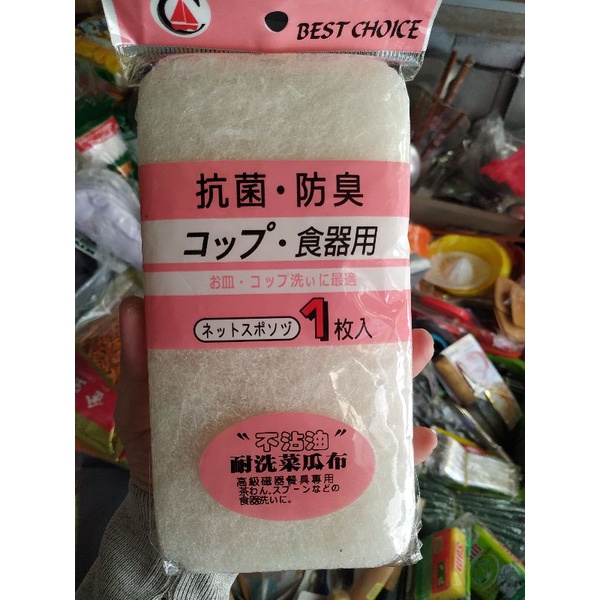 BEST CHOICE
抗菌・防臭
コップ・食器用
お皿・コップ洗いに最適
ネットスポソヅ 1枚入
"不沾油"
耐洗菜瓜布
高級磁器餐具専用
茶わん、スプーンなどの
食器洗いに。